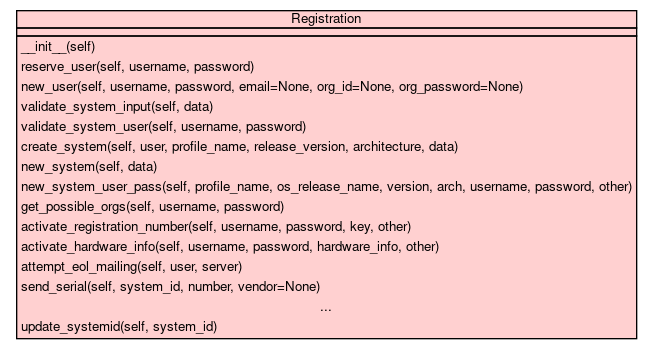 Registration
__init__(self)
reserve_user(self, username, password)
new_user(self, username, password, email=None, org_id=None, org_password=None)
validate_system_input(self, data)
validate_system_user(self, username, password)
create_system(self, user, profile_name, release_version, architecture, data)
new_system(self, data)
new_system_user_pass(self, profile_name, os_release_name, version, arch, username, password, other)
get_possible_orgs(self, username, password)
activate_registration_number(self, username, password, key, other)
activate_hardware_info(self, username, password, hardware_info, other)
attempt_eol_mailing(self, user, server)
send_serial(self, system_id, number, vendor=None)
...
update_systemid(self, system_id)